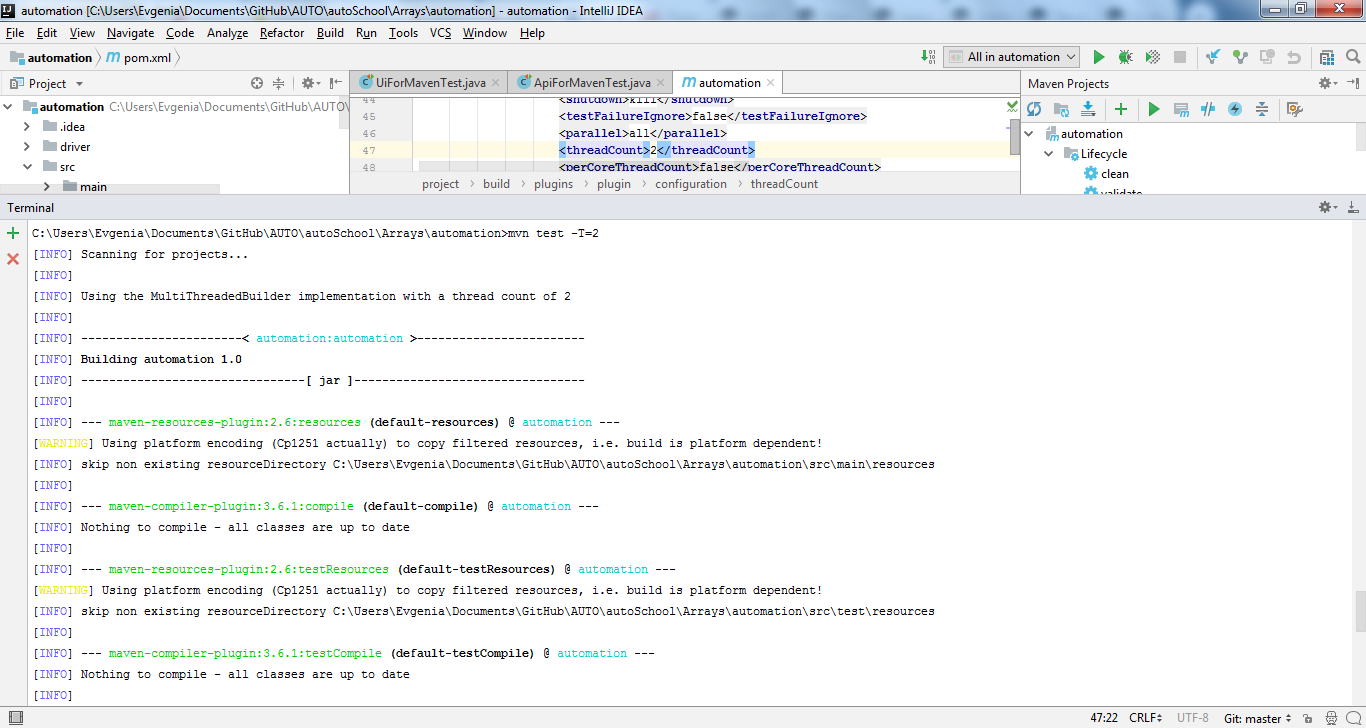 automation [C:\Users\Evgenia\Documents\GitHub\AUTO\autoSchool\Arrays\automation] - automation - IntelliJ IDEA
File Edit View Navigate Code Analyze Refactor Build Run Tools VCS Window Help
automation m pom.xml
All in automation
Project
UiForMavenTest.java ApiForMavenTest.java automation
Maven Projects
automation C:\Users\Evgenia\Documents\GitHub\AUTO\
.idea
driver
src
main
44 <shutdown>kill</shutdown>
45 <testFailureIgnore>false</testFailureIgnore>
46 <parallel>all</parallel>
47 <threadCount>2</threadCount>
48 <perCoreThreadCount>false</perCoreThreadCount>
project build plugins plugin configuration threadCount
automation
Lifecycle
clean
validate
Terminal
C:\Users\Evgenia\Documents\GitHub\AUTO\autoSchool\Arrays\automation>mvn test -T=2
[INFO] Scanning for projects...
[INFO]
[INFO] Using the MultiThreadedBuilder implementation with a thread count of 2
[INFO]
[INFO] -----------------------< automation:automation >------------------------
[INFO] Building automation 1.0
[INFO] --------------------------------[ jar ]---------------------------------
[INFO]
[INFO] --- maven-resources-plugin:2.6:resources (default-resources) @ automation ---
[WARNING] Using platform encoding (Cp1251 actually) to copy filtered resources, i.e. build is platform dependent!
[INFO] skip non existing resourceDirectory C:\Users\Evgenia\Documents\GitHub\AUTO\autoSchool\Arrays\automation\src\main\resources
[INFO]
[INFO] --- maven-compiler-plugin:3.6.1:compile (default-compile) @ automation ---
[INFO] Nothing to compile - all classes are up to date
[INFO]
[INFO] --- maven-resources-plugin:2.6:testResources (default-testResources) @ automation ---
[WARNING] Using platform encoding (Cp1251 actually) to copy filtered resources, i.e. build is platform dependent!
[INFO] skip non existing resourceDirectory C:\Users\Evgenia\Documents\GitHub\AUTO\autoSchool\Arrays\automation\src\test\resources
[INFO]
[INFO] --- maven-compiler-plugin:3.6.1:testCompile (default-testCompile) @ automation ---
[INFO] Nothing to compile - all classes are up to date
[INFO]
47:22 CRLF UTF-8 Git: master